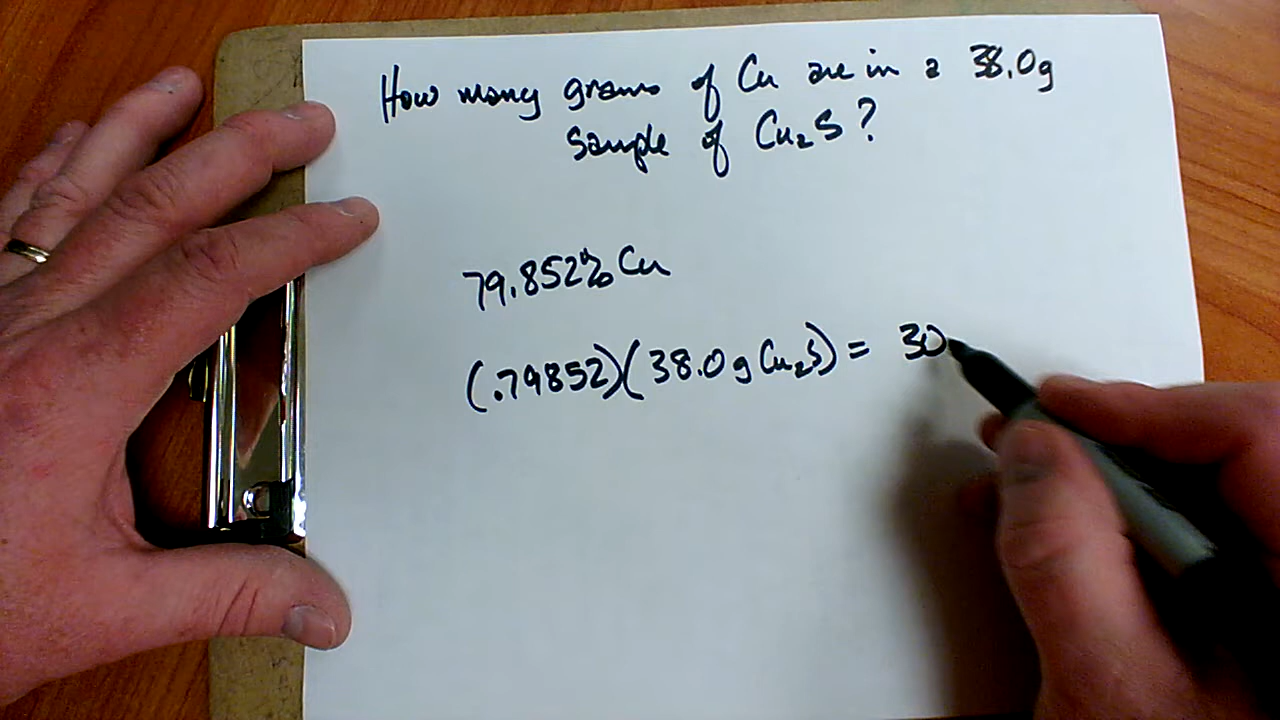 How many grams of Cu are in a 38.0g
sample of Cu₂S?
79.852% Cu
(.79852)(38.0g Cu₂S) = 30